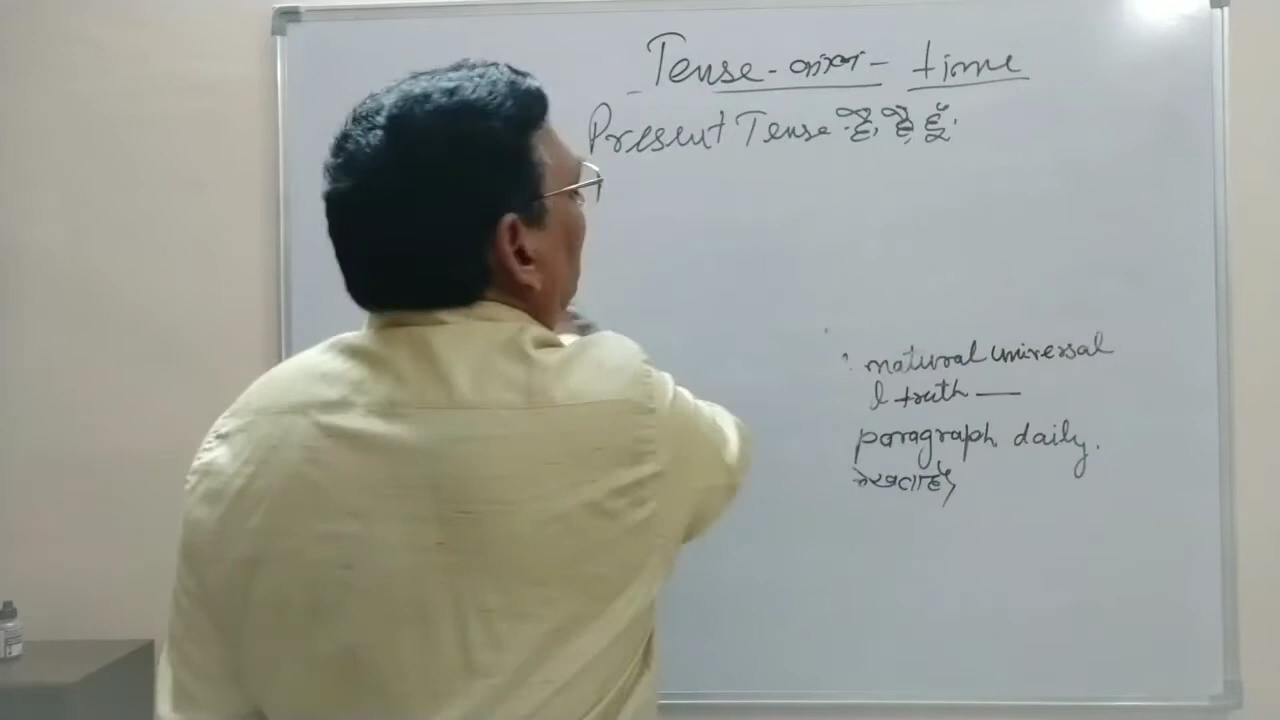 Tense - काल - time
Present Tense - है, हैं, हूँ.
natural universal
l truth —
paragraph daily.